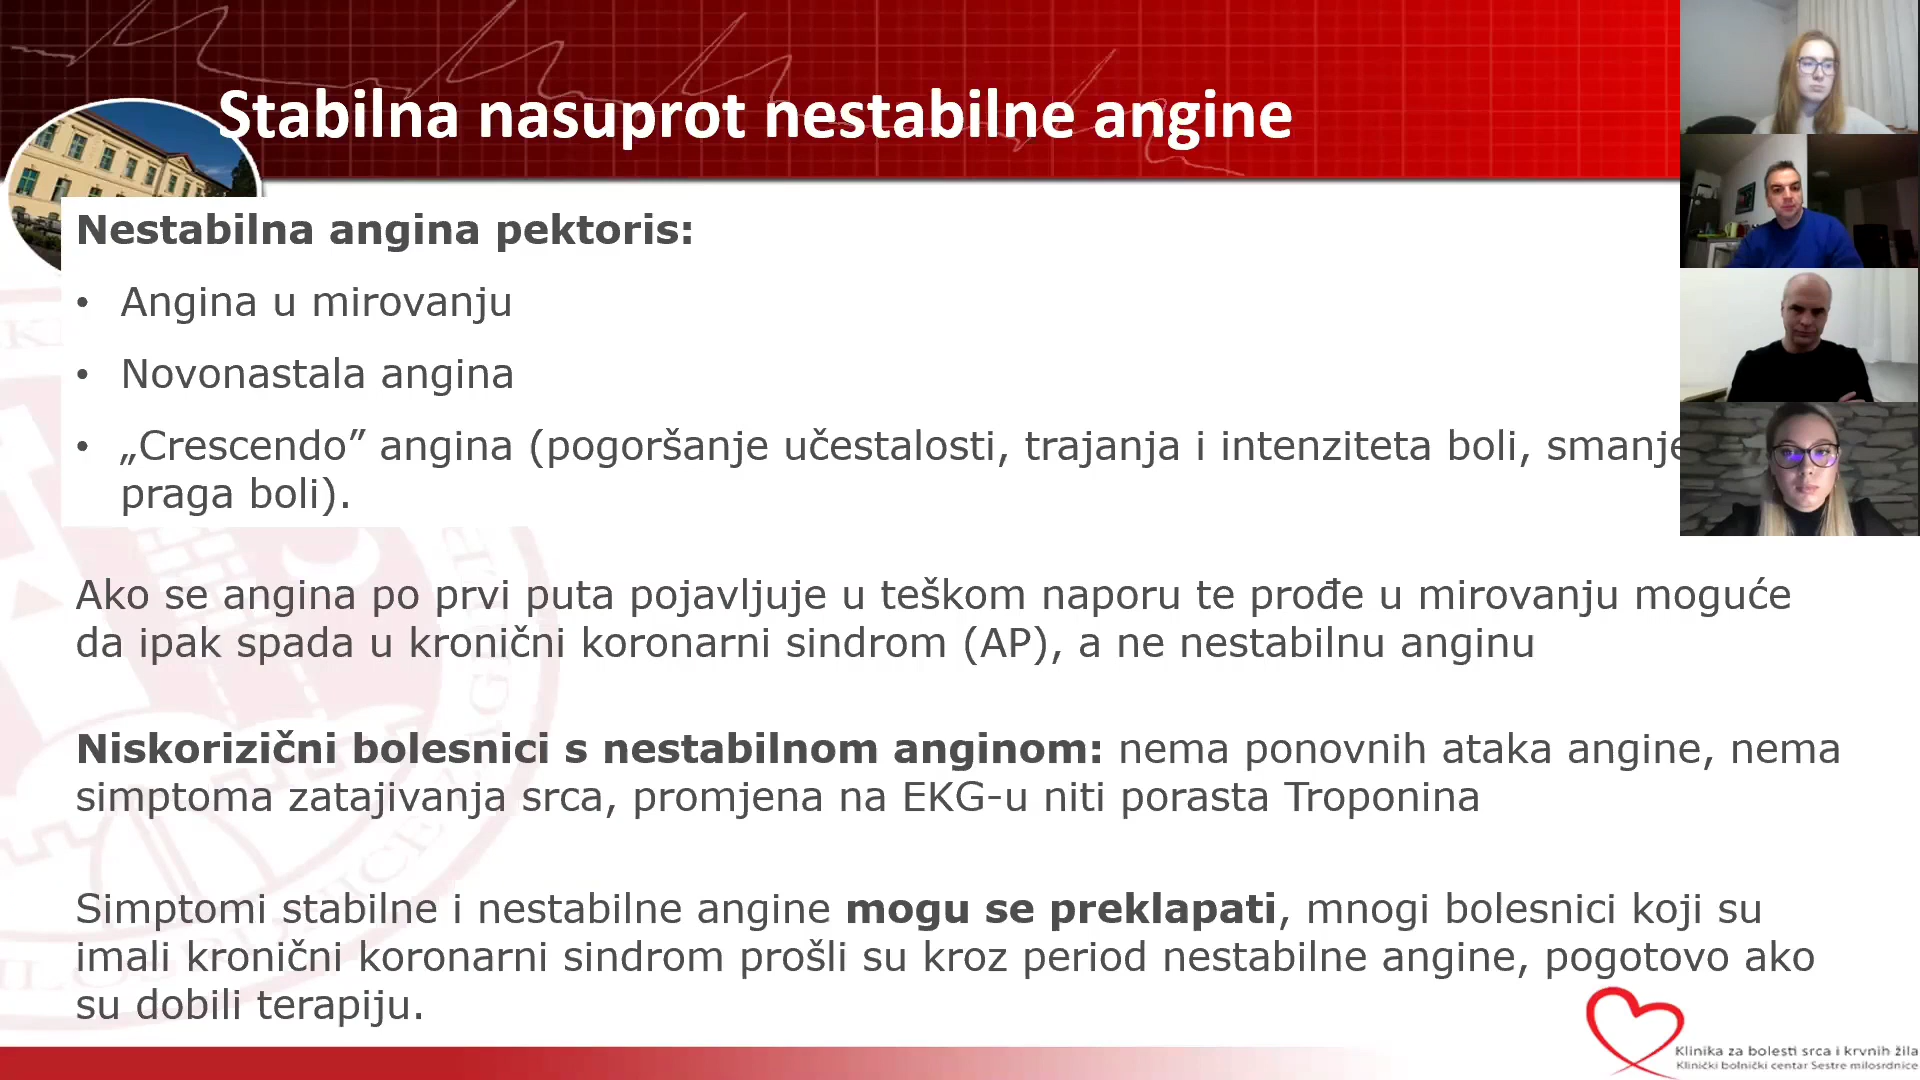 Stabilna nasuprot nestabilne angine
Nestabilna angina pektoris:
• Angina u mirovanju
• Novonastala angina
• „Crescendo” angina (pogoršanje učestalosti, trajanja i intenziteta boli, smanje
praga boli).
Ako se angina po prvi puta pojavljuje u teškom naporu te prođe u mirovanju moguće
da ipak spada u kronični koronarni sindrom (AP), a ne nestabilnu anginu
Niskorizični bolesnici s nestabilnom anginom: nema ponovnih ataka angine, nema
simptoma zatajivanja srca, promjena na EKG-u niti porasta Troponina
Simptomi stabilne i nestabilne angine mogu se preklapati, mnogi bolesnici koji su
imali kronični koronarni sindrom prošli su kroz period nestabilne angine, pogotovo ako
su dobili terapiju.
Klinika za bolesti srca i krvnih žila
Klinički bolnički centar Sestre milosrdnice